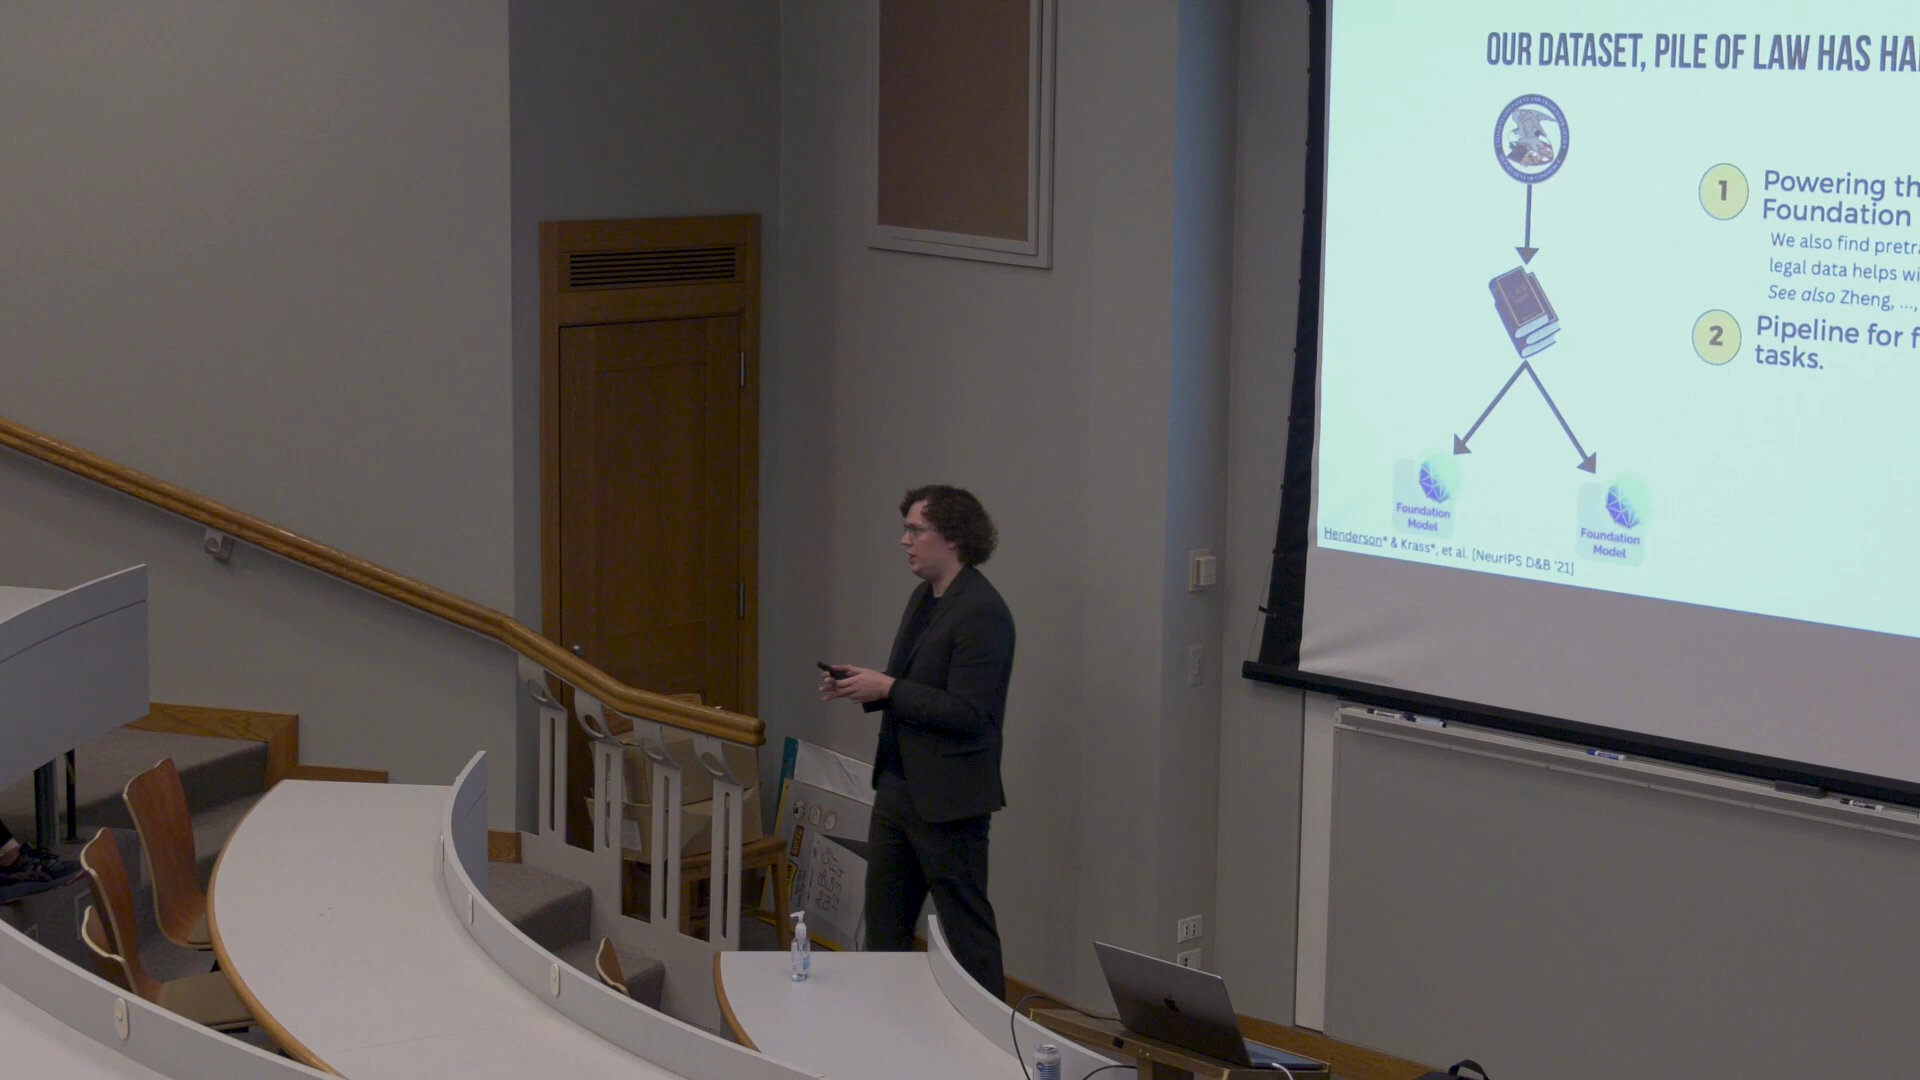 OUR DATASET, PILE OF LAW HAS HA
1
Powering th
Foundation
We also find pretra
legal data helps wi
See also Zheng, ...,
2
Pipeline for f
tasks.
Foundation
Model
Foundation
Model
Henderson* & Krass*, et al. [NeurIPS D&B '21]